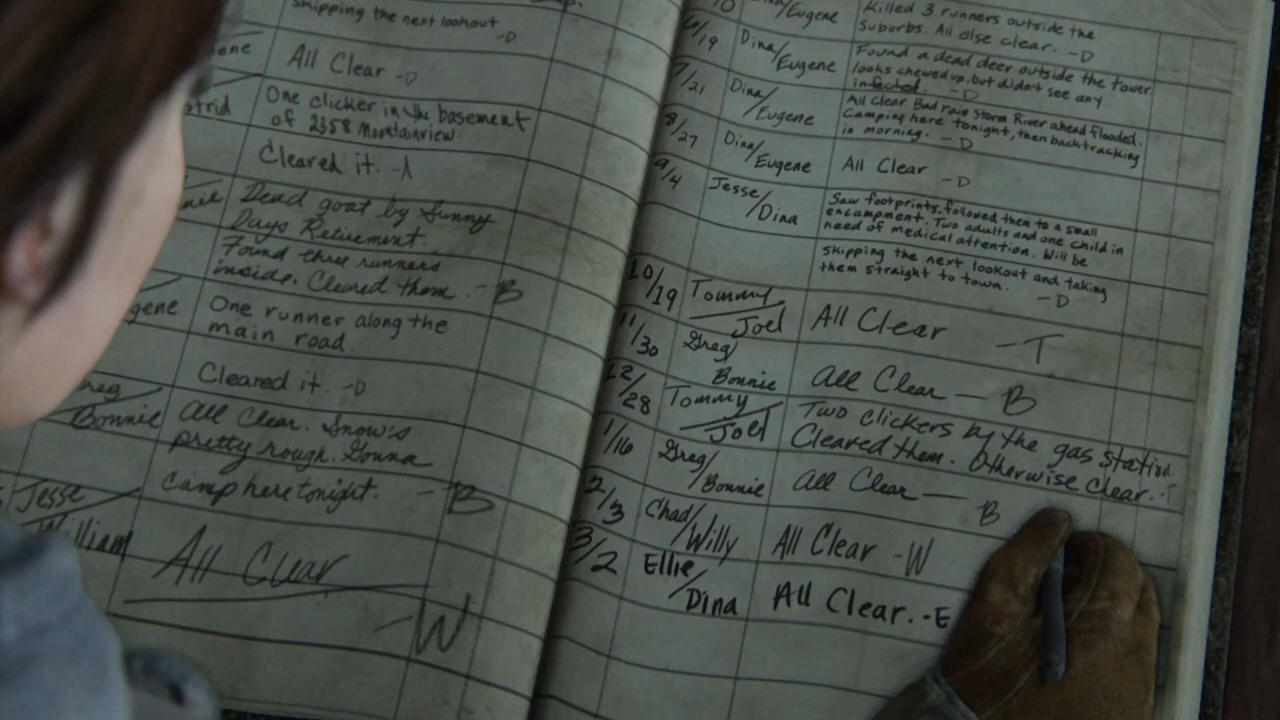 skipping the next lookout
-D
ene
All Clear -D
strid
One clicker in the basement
of 2358 Mountainview.
Cleared it. -A
nie
Dead goat by Sunny
Days Retirement.
Found three runners
inside. Cleared them. - B
gene
One runner along the
main road.
Cleared it. -D
Greg/
Bonnie
All Clear. Snow's
pretty rough. Gonna
camp here tonight. - B
Jesse/
William
All Clear
-W
/Eugene
Killed 3 runners outside the
Suburbs. All else clear. -D
6/19
Dina/
Eugene
Found a dead deer outside the tower
looks chewed up, but didn't see any
infected. -D
7/21
Dina/
Eugene
All Clear. Bad rain storm River ahead flooded.
Camping here tonight, then backtracking
in morning. -D
8/27
Dina/
Eugene
All Clear -D
9/4
Jesse/
Dina
Saw footprints, followed them to a small
encampment. Two adults and one child in
need of medical attention. Will be
skipping the next lookout and taking
them straight to town. -D
10/19
Tommy/
Joel
All Clear -T
11/30
Greg/
Bonnie
All Clear - B
12/28
Tommy/
Joel
Two clickers by the gas station.
Cleared them. Otherwise clear. -T
1/16
Greg/
Bonnie
All Clear - B
2/3
Chad/
Willy
All Clear -W
3/2
Ellie/
Dina
All Clear. -E